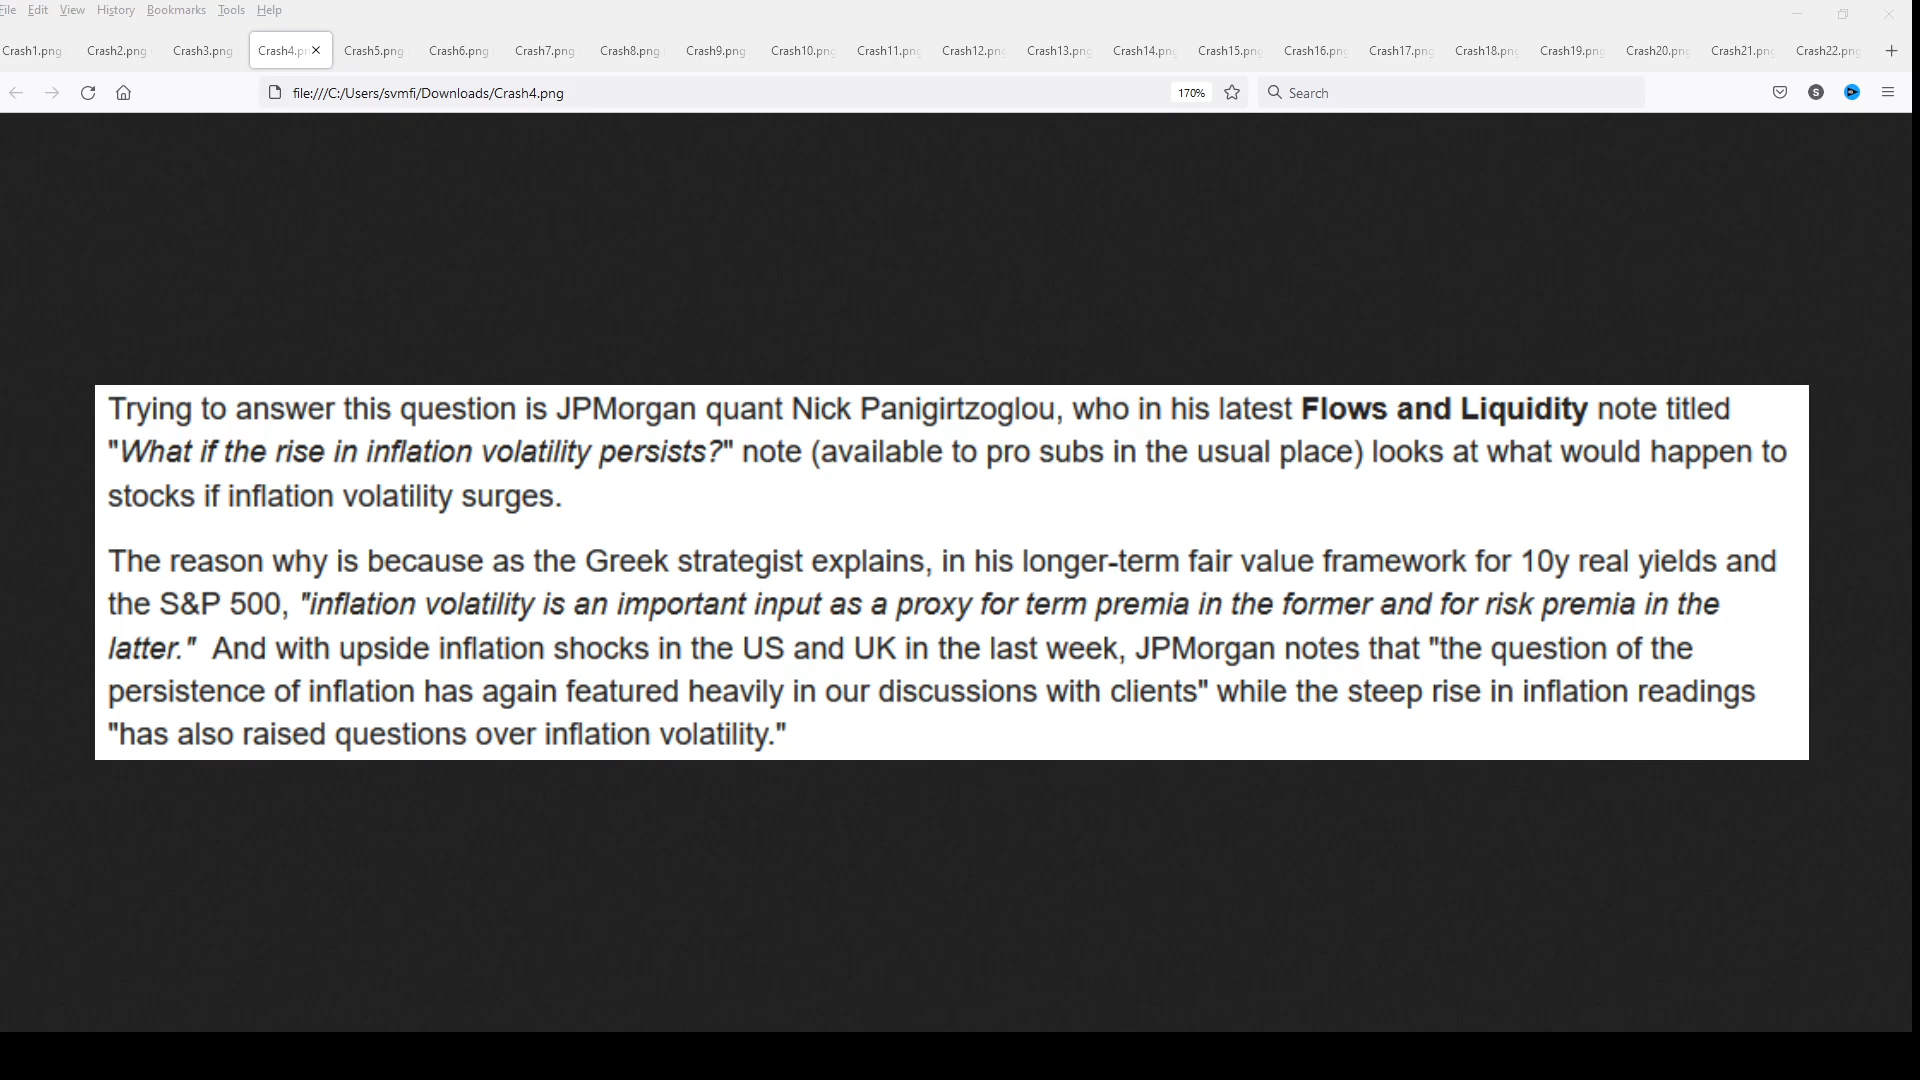 File Edit View History Bookmarks Tools Help
Crash1.png Crash2.png Crash3.png Crash4.pn Crash5.png Crash6.png Crash7.png Crash8.png Crash9.png Crash10.png Crash11.png Crash12.png Crash13.png Crash14.png Crash15.png Crash16.png Crash17.png Crash18.png Crash19.png Crash20.png Crash21.png Crash22.png
file:///C:/Users/svmfi/Downloads/Crash4.png 170% Search S
Trying to answer this question is JPMorgan quant Nick Panigirtzoglou, who in his latest Flows and Liquidity note titled
"What if the rise in inflation volatility persists?" note (available to pro subs in the usual place) looks at what would happen to
stocks if inflation volatility surges.
The reason why is because as the Greek strategist explains, in his longer-term fair value framework for 10y real yields and
the S&P 500, "inflation volatility is an important input as a proxy for term premia in the former and for risk premia in the
latter." And with upside inflation shocks in the US and UK in the last week, JPMorgan notes that "the question of the
persistence of inflation has again featured heavily in our discussions with clients" while the steep rise in inflation readings
"has also raised questions over inflation volatility."